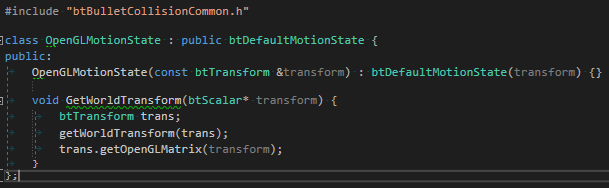 #include "btBulletCollisionCommon.h"
class OpenGLMotionState : public btDefaultMotionState {
public:
OpenGLMotionState(const btTransform &transform) : btDefaultMotionState(transform) {}
void GetWorldTransform(btScalar* transform) {
btTransform trans;
getWorldTransform(trans);
trans.getOpenGLMatrix(transform);
}
};